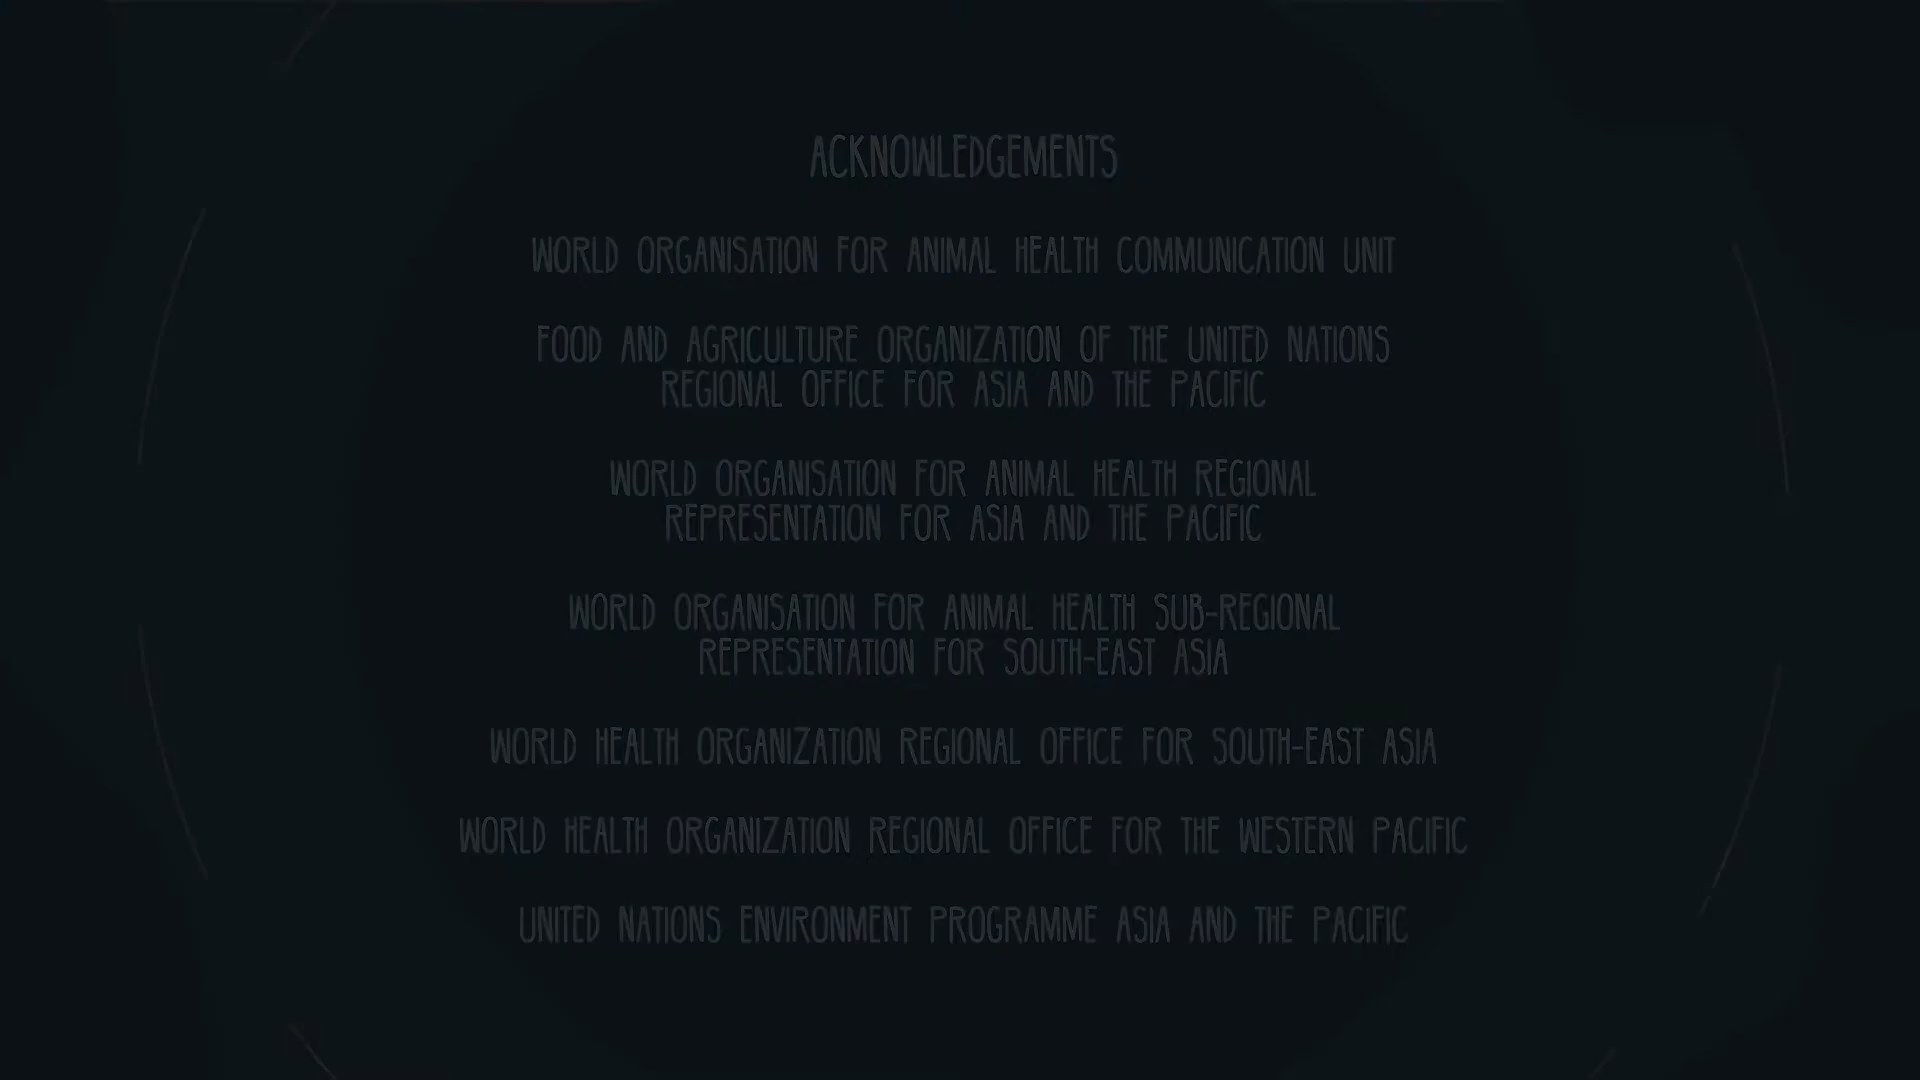 ACKNOWLEDGEMENTS
WORLD ORGANISATION FOR ANIMAL HEALTH COMMUNICATION UNIT
FOOD AND AGRICULTURE ORGANIZATION OF THE UNITED NATIONS
REGIONAL OFFICE FOR ASIA AND THE PACIFIC
WORLD ORGANISATION FOR ANIMAL HEALTH REGIONAL
REPRESENTATION FOR ASIA AND THE PACIFIC
WORLD ORGANISATION FOR ANIMAL HEALTH SUB-REGIONAL
REPRESENTATION FOR SOUTH-EAST ASIA
WORLD HEALTH ORGANIZATION REGIONAL OFFICE FOR SOUTH-EAST ASIA
WORLD HEALTH ORGANIZATION REGIONAL OFFICE FOR THE WESTERN PACIFIC
UNITED NATIONS ENVIRONMENT PROGRAMME ASIA AND THE PACIFIC